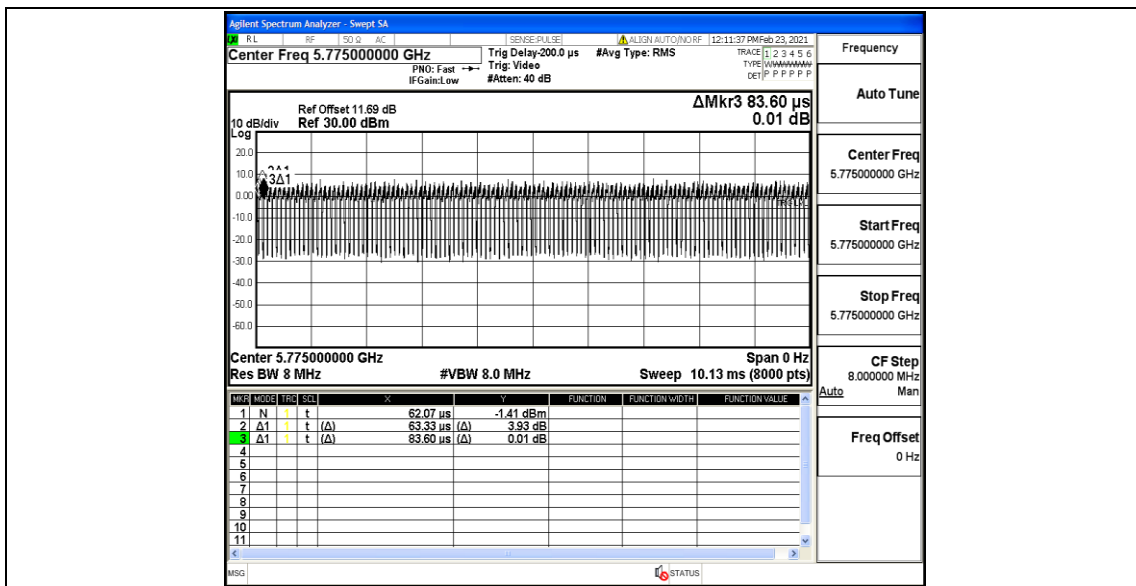 Agilent Spectrum Analyzer - Swept SA
RL RF 50 Ω AC SENSE:PULSE ALIGN AUTO/NO RF 12:11:37 PM Feb 23, 2021
Center Freq 5.775000000 GHz
PNO: Fast
IFGain:Low
Trig Delay-200.0 µs
Trig: Video
#Atten: 40 dB
#Avg Type: RMS
TRACE 1 2 3 4 5 6
TYPE WWWWWW
DET P P P P P P
ΔMkr3 83.60 µs
0.01 dB
Ref Offset 11.69 dB
10 dB/div Ref 30.00 dBm
Log
20.0
10.0
0.00
-10.0
-20.0
-30.0
-40.0
-50.0
-60.0
3Δ1
TRIG LVL
Center 5.775000000 GHz Span 0 Hz
Res BW 8 MHz #VBW 8.0 MHz Sweep 10.13 ms (8000 pts)
MKR MODE TRC SCL X Y FUNCTION FUNCTION WIDTH FUNCTION VALUE
1 N 1 t 62.07 µs -1.41 dBm
2 Δ1 1 t (Δ) 63.33 µs (Δ) 3.93 dB
3 Δ1 1 t (Δ) 83.60 µs (Δ) 0.01 dB
4
5
6
7
8
9
10
11
MSG STATUS
Frequency
Auto Tune
Center Freq
5.775000000 GHz
Start Freq
5.775000000 GHz
Stop Freq
5.775000000 GHz
CF Step
8.000000 MHz
Auto Man
Freq Offset
0 Hz